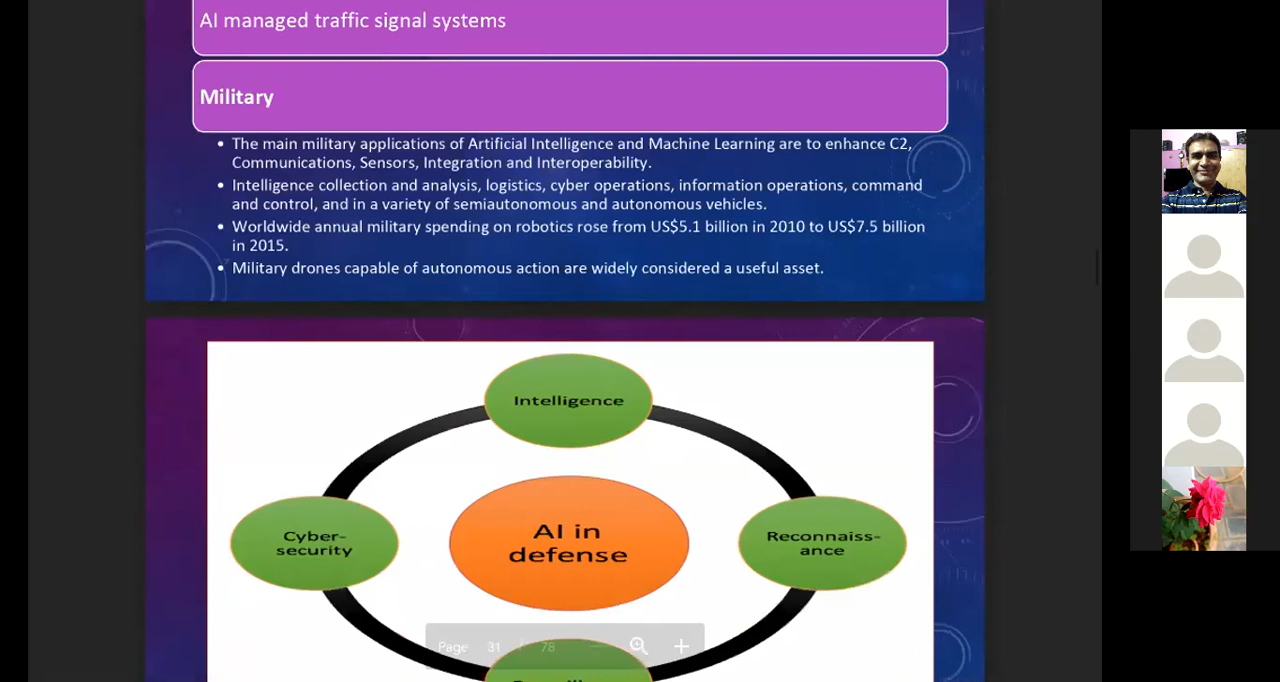 AI managed traffic signal systems
Military
• The main military applications of Artificial Intelligence and Machine Learning are to enhance C2,
Communications, Sensors, Integration and Interoperability.
• Intelligence collection and analysis, logistics, cyber operations, information operations, command
and control, and in a variety of semiautonomous and autonomous vehicles.
• Worldwide annual military spending on robotics rose from US$5.1 billion in 2010 to US$7.5 billion
in 2015.
• Military drones capable of autonomous action are widely considered a useful asset.
Intelligence
Cyber-
security
AI in
defense
Reconnaiss-
ance
Page 31 / 78